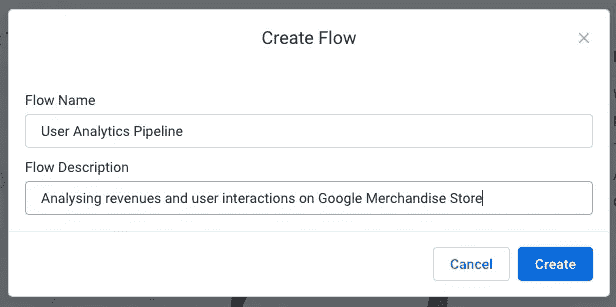 Create Flow
Flow Name
User Analytics Pipeline
Flow Description
Analysing revenues and user interactions on Google Merchandise Store
Cancel
Create